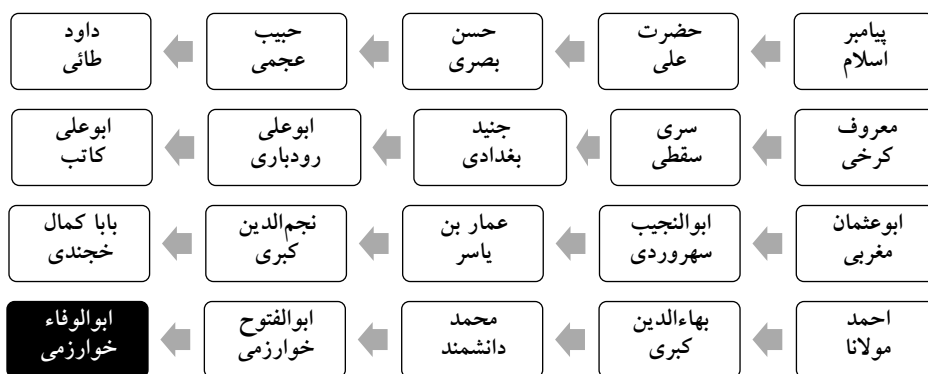 پیامبر
اسلام
حضرت
علی
حسن
بصری
حبیب
عجمی
داود
طائی
معروف
کرخی
سری
سقطی
جنید
بغدادی
ابوعلی
رودباری
ابوعلی
کاتب
ابوعثمان
مغربی
ابوالنجیب
سهروردی
عمار بن
یاسر
نجم‌الدین
کبری
بابا کمال
خجندی
احمد
مولانا
بهاءالدین
کبری
محمد
دانشمند
ابوالفتوح
خوارزمی
ابوالوفاء
خوارزمی